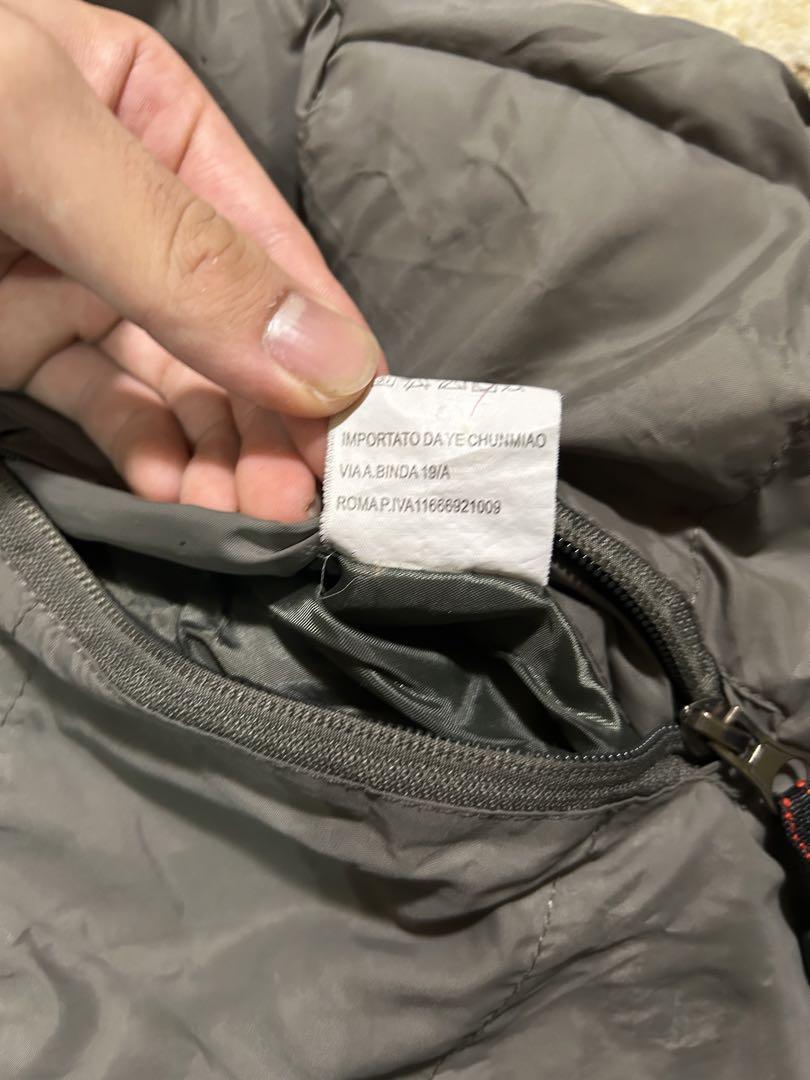 IMPORTATO DA YE CHUNMIAO
VIA A.BINDA 19/A
ROMA P.IVA11666921009